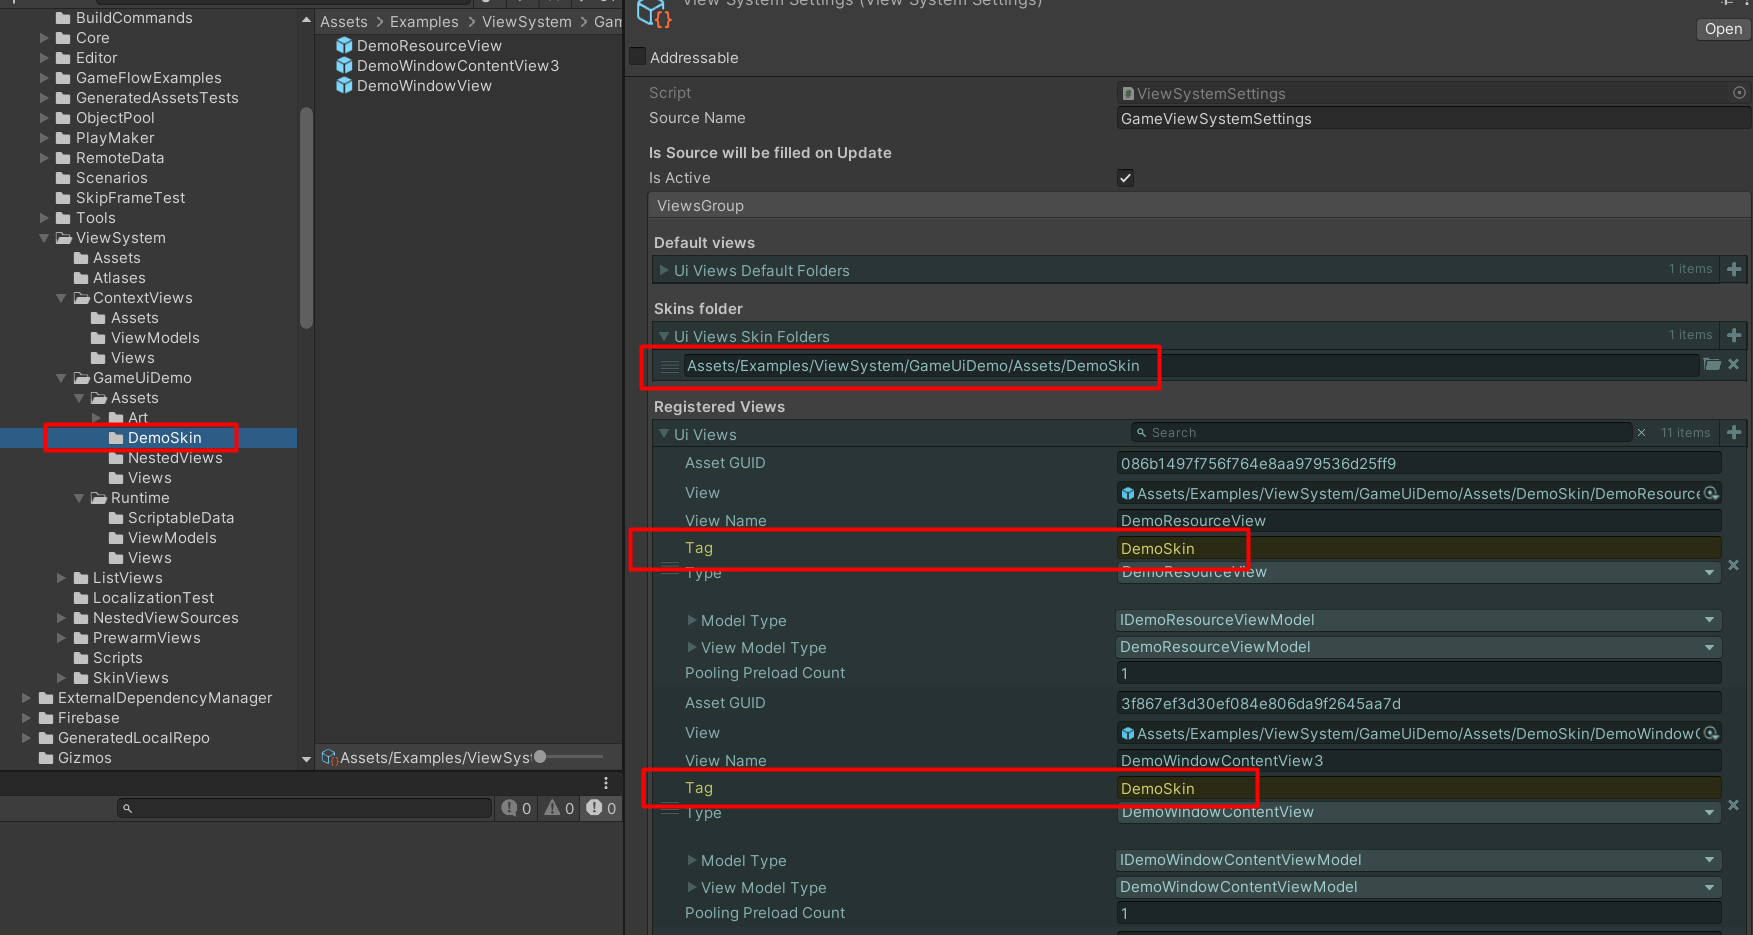 BuildCommands
Core
Editor
GameFlowExamples
GeneratedAssetsTests
ObjectPool
PlayMaker
RemoteData
Scenarios
SkipFrameTest
Tools
ViewSystem
Assets
Atlases
ContextViews
Assets
ViewModels
Views
GameUiDemo
Assets
Art
DemoSkin
NestedViews
Views
Runtime
ScriptableData
ViewModels
Views
ListViews
LocalizationTest
NestedViewSources
PrewarmViews
Scripts
SkinViews
ExternalDependencyManager
Firebase
GeneratedLocalRepo
Gizmos
Assets > Examples > ViewSystem > Gam
DemoResourceView
DemoWindowContentView3
DemoWindowView
Assets/Examples/ViewSyst
0 0 0
View System Settings (View System Settings)
Open
Addressable
Script ViewSystemSettings
Source Name GameViewSystemSettings
Is Source will be filled on Update
Is Active
ViewsGroup
Default views
Ui Views Default Folders 1 items
Skins folder
Ui Views Skin Folders 1 items
Assets/Examples/ViewSystem/GameUiDemo/Assets/DemoSkin
Registered Views
Ui Views Search 11 items
Asset GUID 086b1497f756f764e8aa979536d25ff9
View Assets/Examples/ViewSystem/GameUiDemo/Assets/DemoSkin/DemoResource
View Name DemoResourceView
Tag DemoSkin
Type DemoResourceView
Model Type IDemoResourceViewModel
View Model Type DemoResourceViewModel
Pooling Preload Count 1
Asset GUID 3f867ef3d30ef084e806da9f2645aa7d
View Assets/Examples/ViewSystem/GameUiDemo/Assets/DemoSkin/DemoWindowC
View Name DemoWindowContentView3
Tag DemoSkin
Type DemoWindowContentView
Model Type IDemoWindowContentViewModel
View Model Type DemoWindowContentViewModel
Pooling Preload Count 1